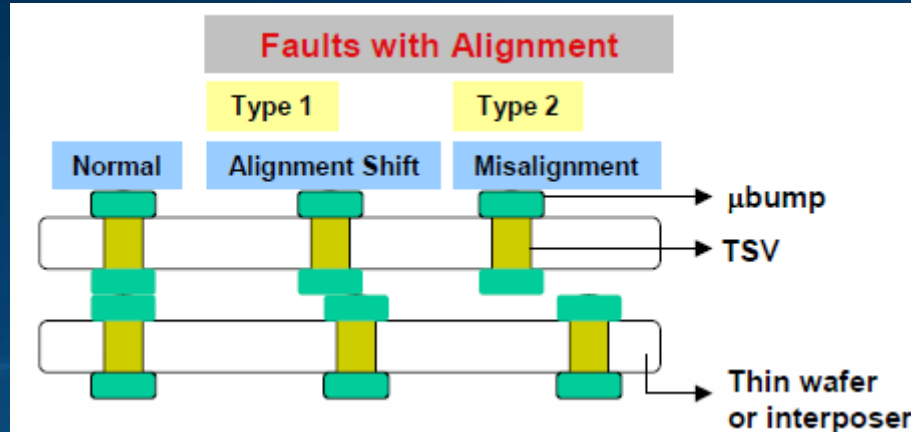 Faults with Alignment
Type 1
Type 2
Normal
Alignment Shift
Misalignment
μbump
TSV
Thin wafer
or interposer